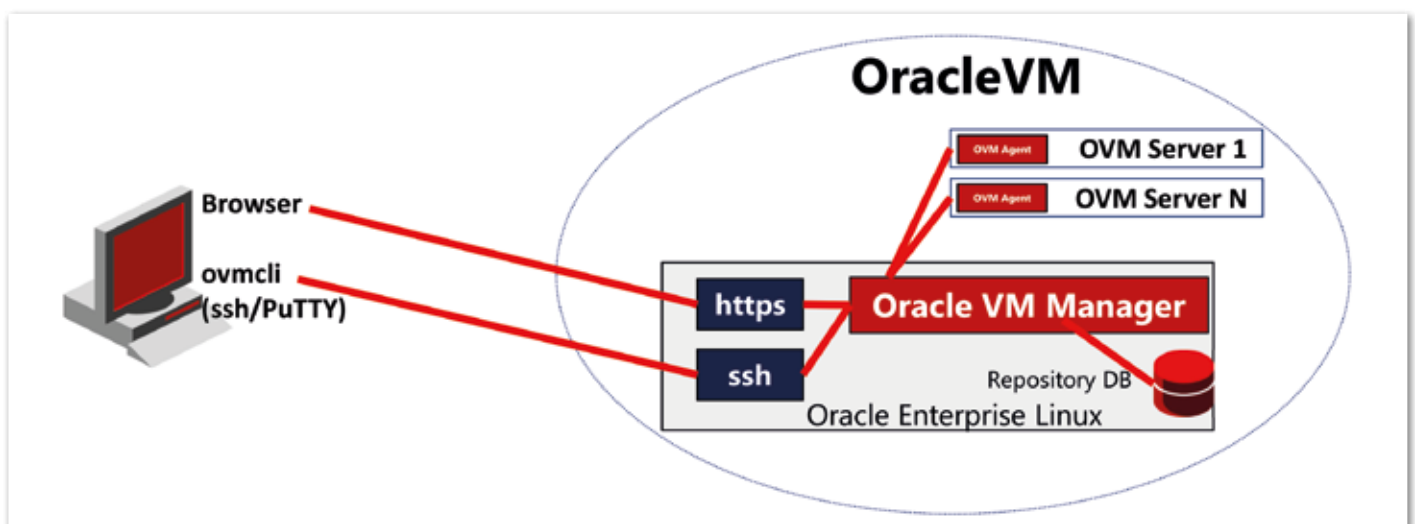 OracleVM
OVM Agent
OVM Server 1
OVM Agent
OVM Server N
Browser
ovmcli
(ssh/PuTTY)
https
Oracle VM Manager
ssh
Repository DB
Oracle Enterprise Linux